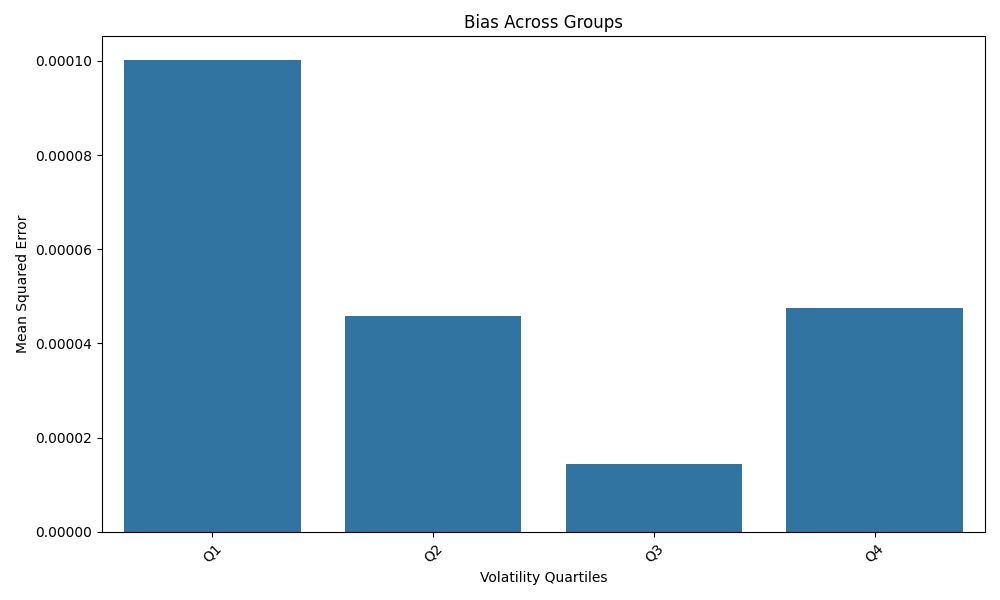 Bias Across Groups
Mean Squared Error
0.00010
0.00008
0.00006
0.00004
0.00002
0.00000
Q1
Q2
Q3
Q4
Volatility Quartiles